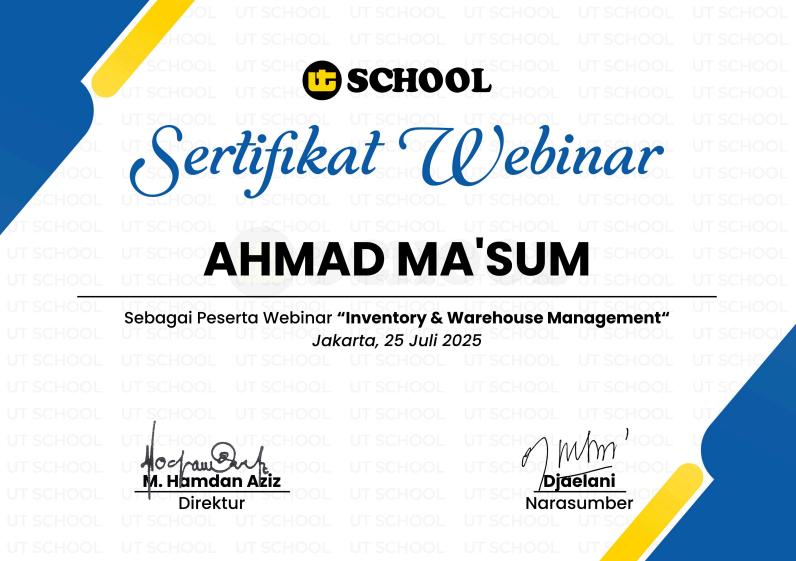 ut SCHOOL
Sertifikat Webinar
AHMAD MA'SUM
Sebagai Peserta Webinar “Inventory & Warehouse Management“
Jakarta, 25 Juli 2025
M. Hamdan Aziz
Direktur
Djaelani
Narasumber